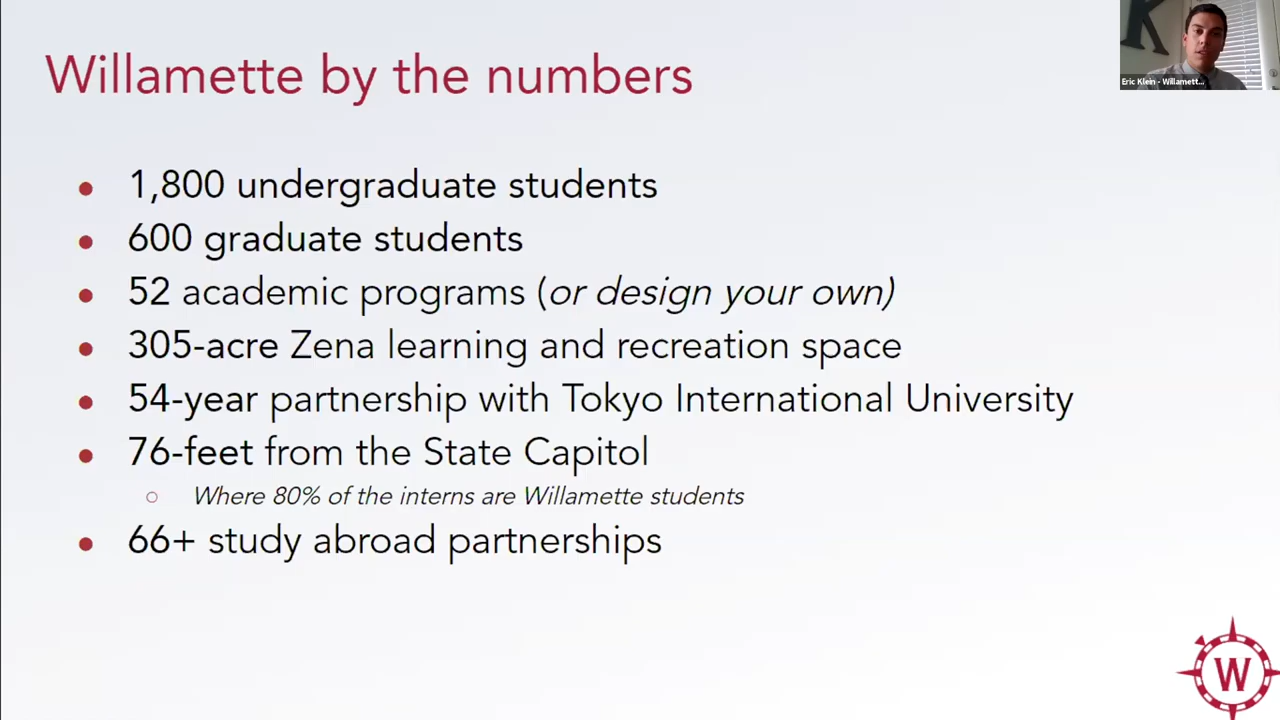 Willamette by the numbers
1,800 undergraduate students
600 graduate students
52 academic programs (or design your own)
305-acre Zena learning and recreation space
54-year partnership with Tokyo International University
76-feet from the State Capitol
Where 80% of the interns are Willamette students
66+ study abroad partnerships
K
Eric Klein - Willamett...
W